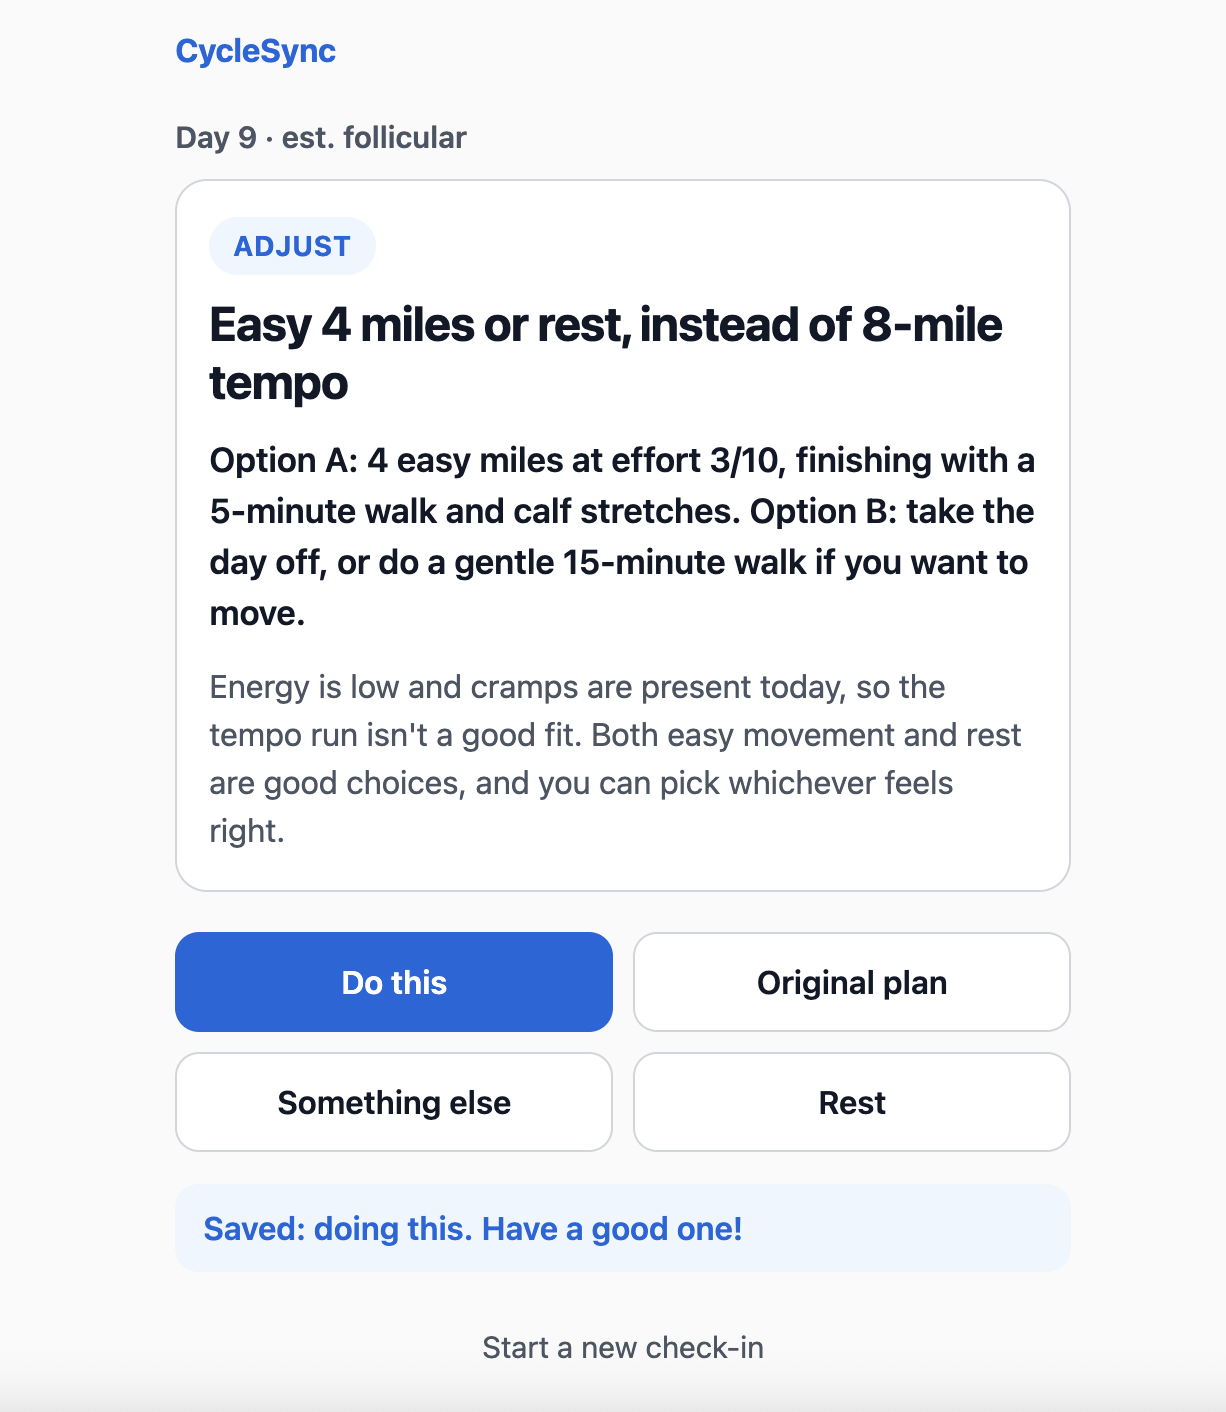 CycleSync
Day 9 · est. follicular
ADJUST
Easy 4 miles or rest, instead of 8-mile
tempo
Option A: 4 easy miles at effort 3/10, finishing with a
5-minute walk and calf stretches. Option B: take the
day off, or do a gentle 15-minute walk if you want to
move.
Energy is low and cramps are present today, so the
tempo run isn't a good fit. Both easy movement and rest
are good choices, and you can pick whichever feels
right.
Do this
Original plan
Something else
Rest
Saved: doing this. Have a good one!
Start a new check-in